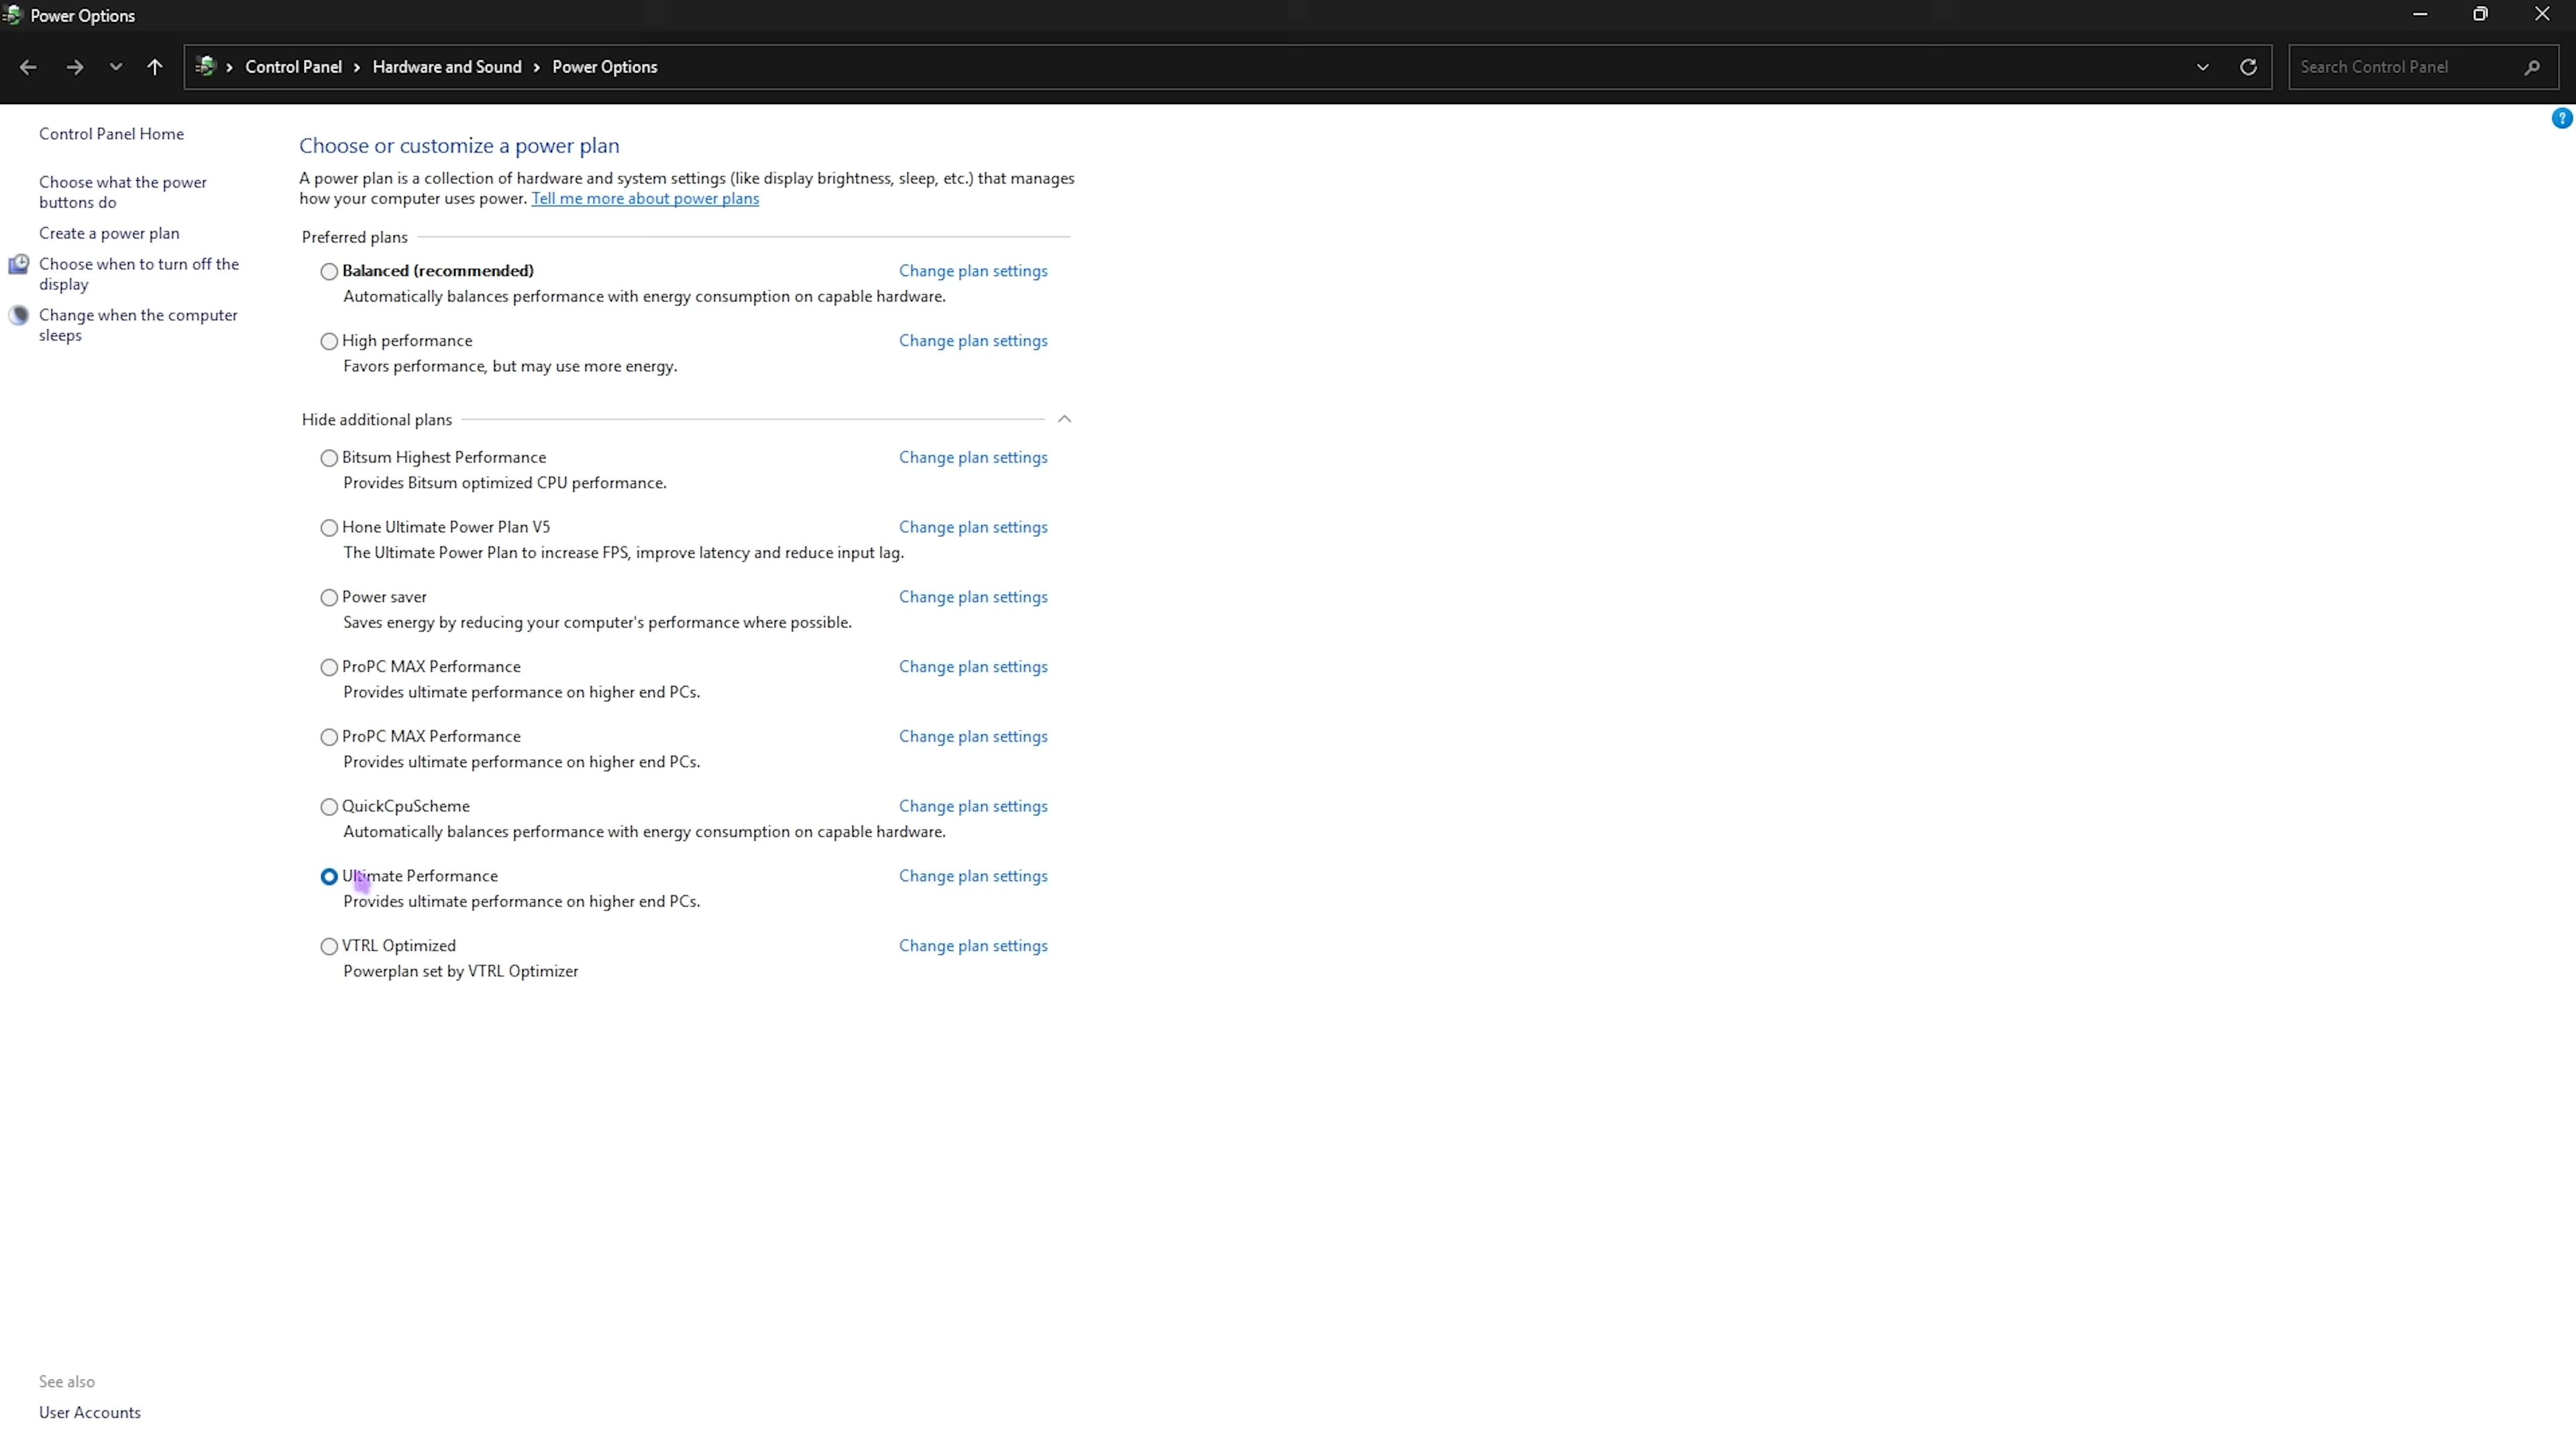 Power Options
Control Panel › Hardware and Sound › Power Options
Search Control Panel
Control Panel Home
Choose what the power
buttons do
Create a power plan
Choose when to turn off the
display
Change when the computer
sleeps
Choose or customize a power plan
A power plan is a collection of hardware and system settings (like display brightness, sleep, etc.) that manages
how your computer uses power. Tell me more about power plans
Preferred plans
Balanced (recommended) Change plan settings
Automatically balances performance with energy consumption on capable hardware.
High performance Change plan settings
Favors performance, but may use more energy.
Hide additional plans
Bitsum Highest Performance Change plan settings
Provides Bitsum optimized CPU performance.
Hone Ultimate Power Plan V5 Change plan settings
The Ultimate Power Plan to increase FPS, improve latency and reduce input lag.
Power saver Change plan settings
Saves energy by reducing your computer's performance where possible.
ProPC MAX Performance Change plan settings
Provides ultimate performance on higher end PCs.
ProPC MAX Performance Change plan settings
Provides ultimate performance on higher end PCs.
QuickCpuScheme Change plan settings
Automatically balances performance with energy consumption on capable hardware.
Ultimate Performance Change plan settings
Provides ultimate performance on higher end PCs.
VTRL Optimized Change plan settings
Powerplan set by VTRL Optimizer
See also
User Accounts